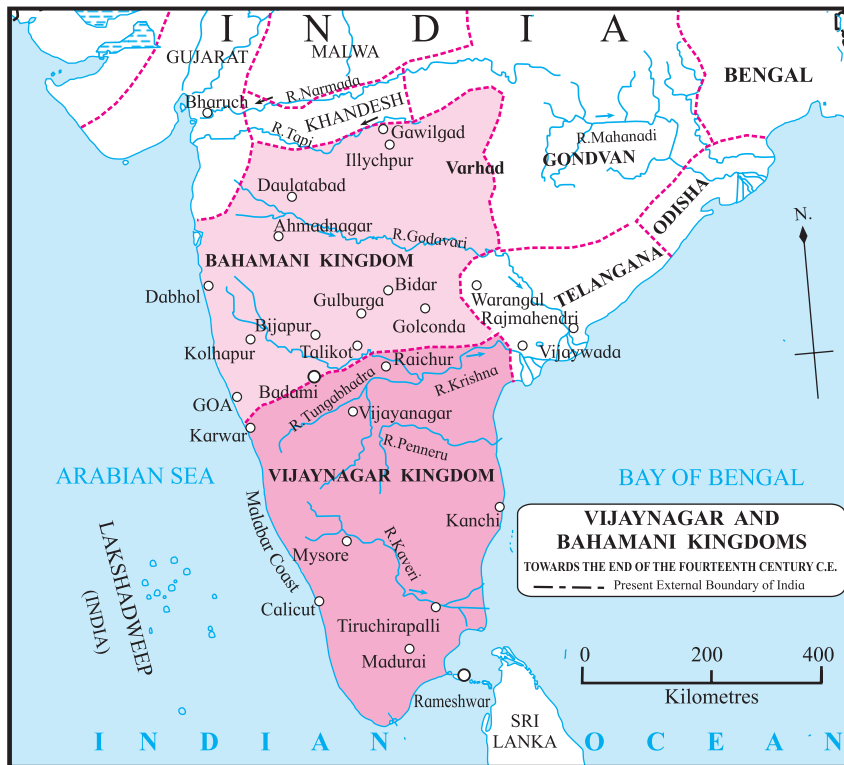 I N D I A
GUJARAT
MALWA
BENGAL
Bharuch
R.Narmada
KHANDESH
R.Tapi
Gawilgad
Illychpur
Varhad
R.Mahanadi
GONDVAN
ODISHA
Daulatabad
Ahmadnagar
R.Godavari
N.
BAHAMANI KINGDOM
TELANGANA
Dabhol
Bidar
Gulburga
Golconda
Warangal
Rajmahendri
Bijapur
Kolhapur
Talikot
Raichur
Vijaywada
Badami
R.Tungabhadra
R.Krishna
GOA
Karwar
Vijayanagar
R.Penneru
ARABIAN SEA
VIJAYNAGAR KINGDOM
BAY OF BENGAL
Malabar Coast
Kanchi
Mysore
R.Kaveri
LAKSHADWEEP
(INDIA)
Calicut
Tiruchirapalli
Madurai
Rameshwar
SRI
LANKA
VIJAYNAGAR AND
BAHAMANI KINGDOMS
TOWARDS THE END OF THE FOURTEENTH CENTURY C.E.
Present External Boundary of India
0 200 400
Kilometres
I N D I A N O C E A N